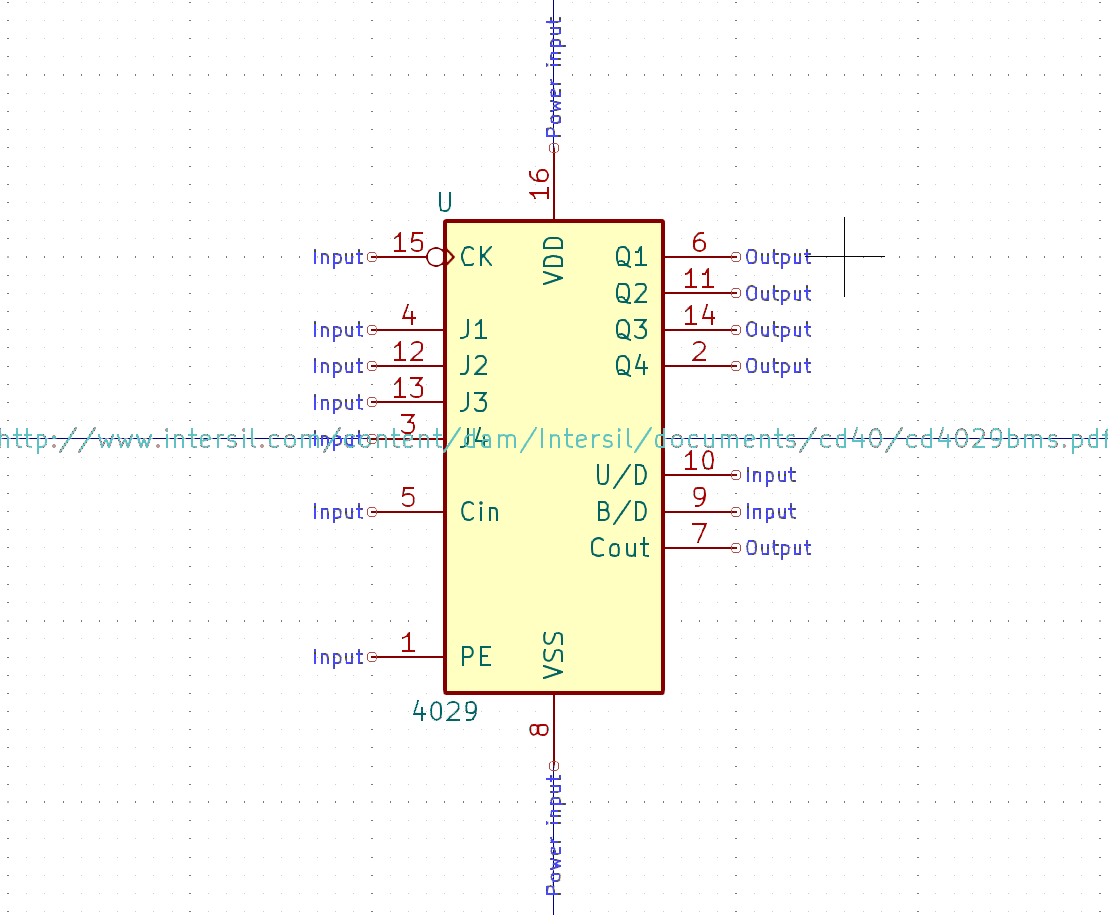 Power input
16
U
VDD
Input 15 CK
Q1 6 Output
Q2 11 Output
Input 4 J1
Q3 14 Output
Input 12 J2
Q4 2 Output
Input 13 J3
Input 3 J4
http://www.intersil.com/content/dam/Intersil/documents/cd40/cd4029bms.pdf
U/D 10 Input
Input 5 Cin
B/D 9 Input
Cout 7 Output
Input 1 PE
VSS
4029
8
Power input